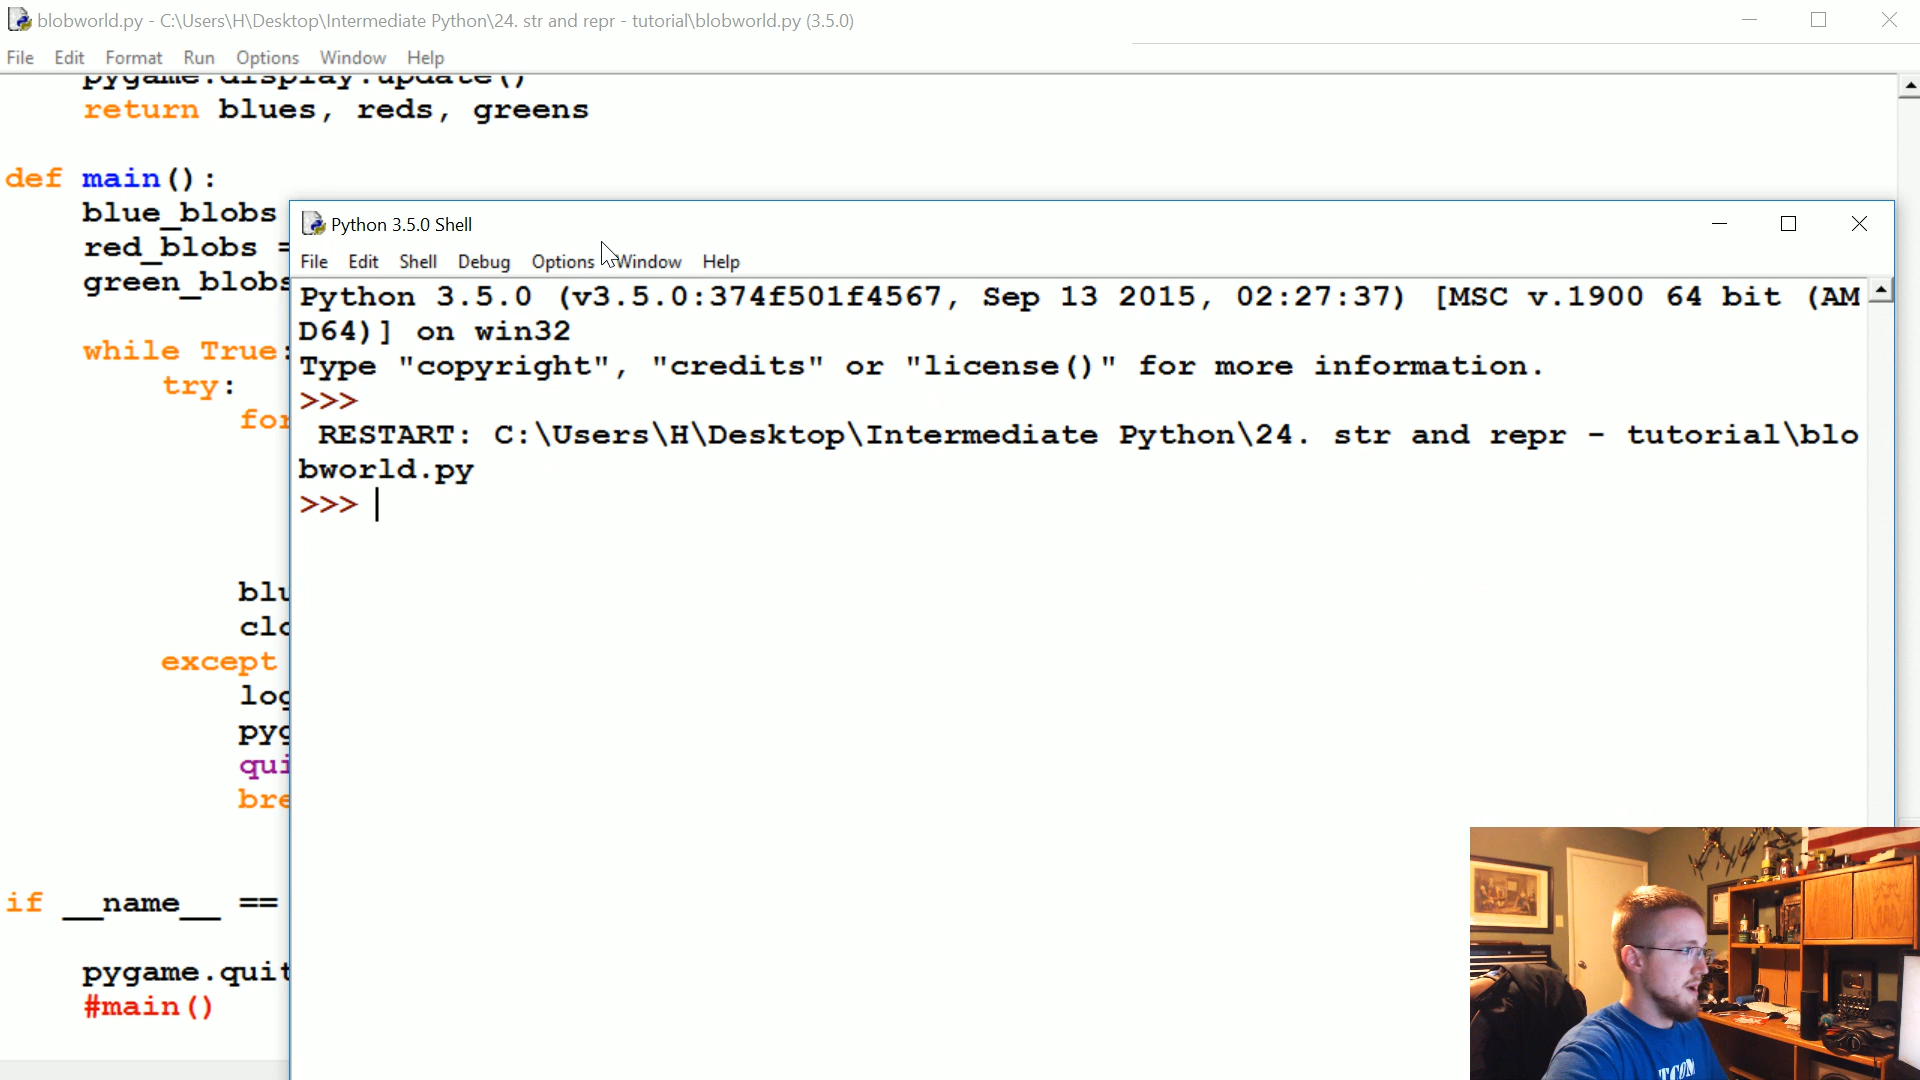 blobworld.py - C:\Users\H\Desktop\Intermediate Python\24. str and repr - tutorial\blobworld.py (3.5.0)
File Edit Format Run Options Window Help
pygame.display.update()
return blues, reds, greens
def main():
blue_blobs
red_blobs =
green_blobs
while True:
try:
for
blu
clo
except
log
pyg
qui
bre
if __name__ ==
pygame.quit
#main()
Python 3.5.0 Shell
File Edit Shell Debug Options Window Help
Python 3.5.0 (v3.5.0:374f501f4567, Sep 13 2015, 02:27:37) [MSC v.1900 64 bit (AM
D64)] on win32
Type "copyright", "credits" or "license()" for more information.
>>>
RESTART: C:\Users\H\Desktop\Intermediate Python\24. str and repr - tutorial\blo
bworld.py
>>>